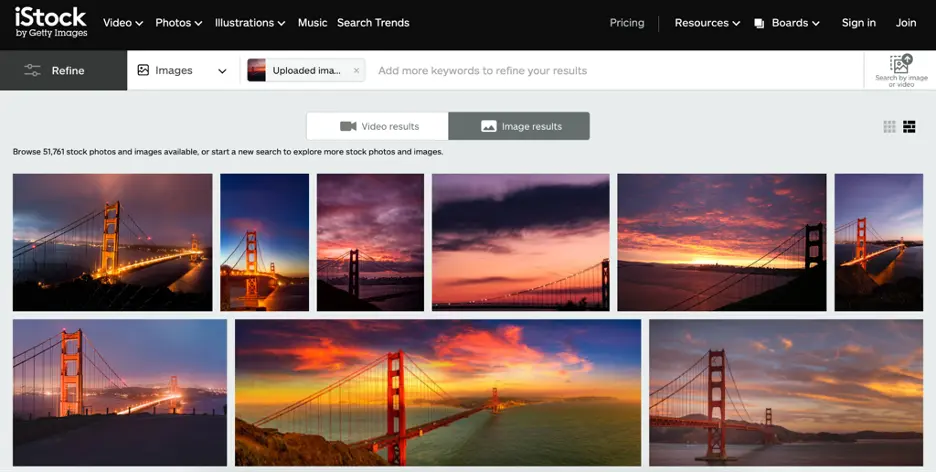 iStock
by Getty Images
Video
Photos
Illustrations
Music
Search Trends
Pricing
Resources
Boards
Sign in
Join
Refine
Images
Uploaded ima...
Add more keywords to refine your results
Search by image
or video
Video results
Image results
Browse 51,761 stock photos and images available, or start a new search to explore more stock photos and images.